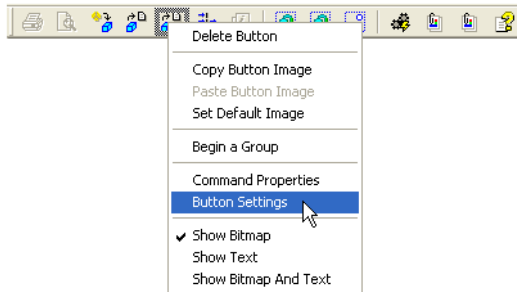 Delete Button
Copy Button Image
Paste Button Image
Set Default Image
Begin a Group
Command Properties
Button Settings
Show Bitmap
Show Text
Show Bitmap And Text